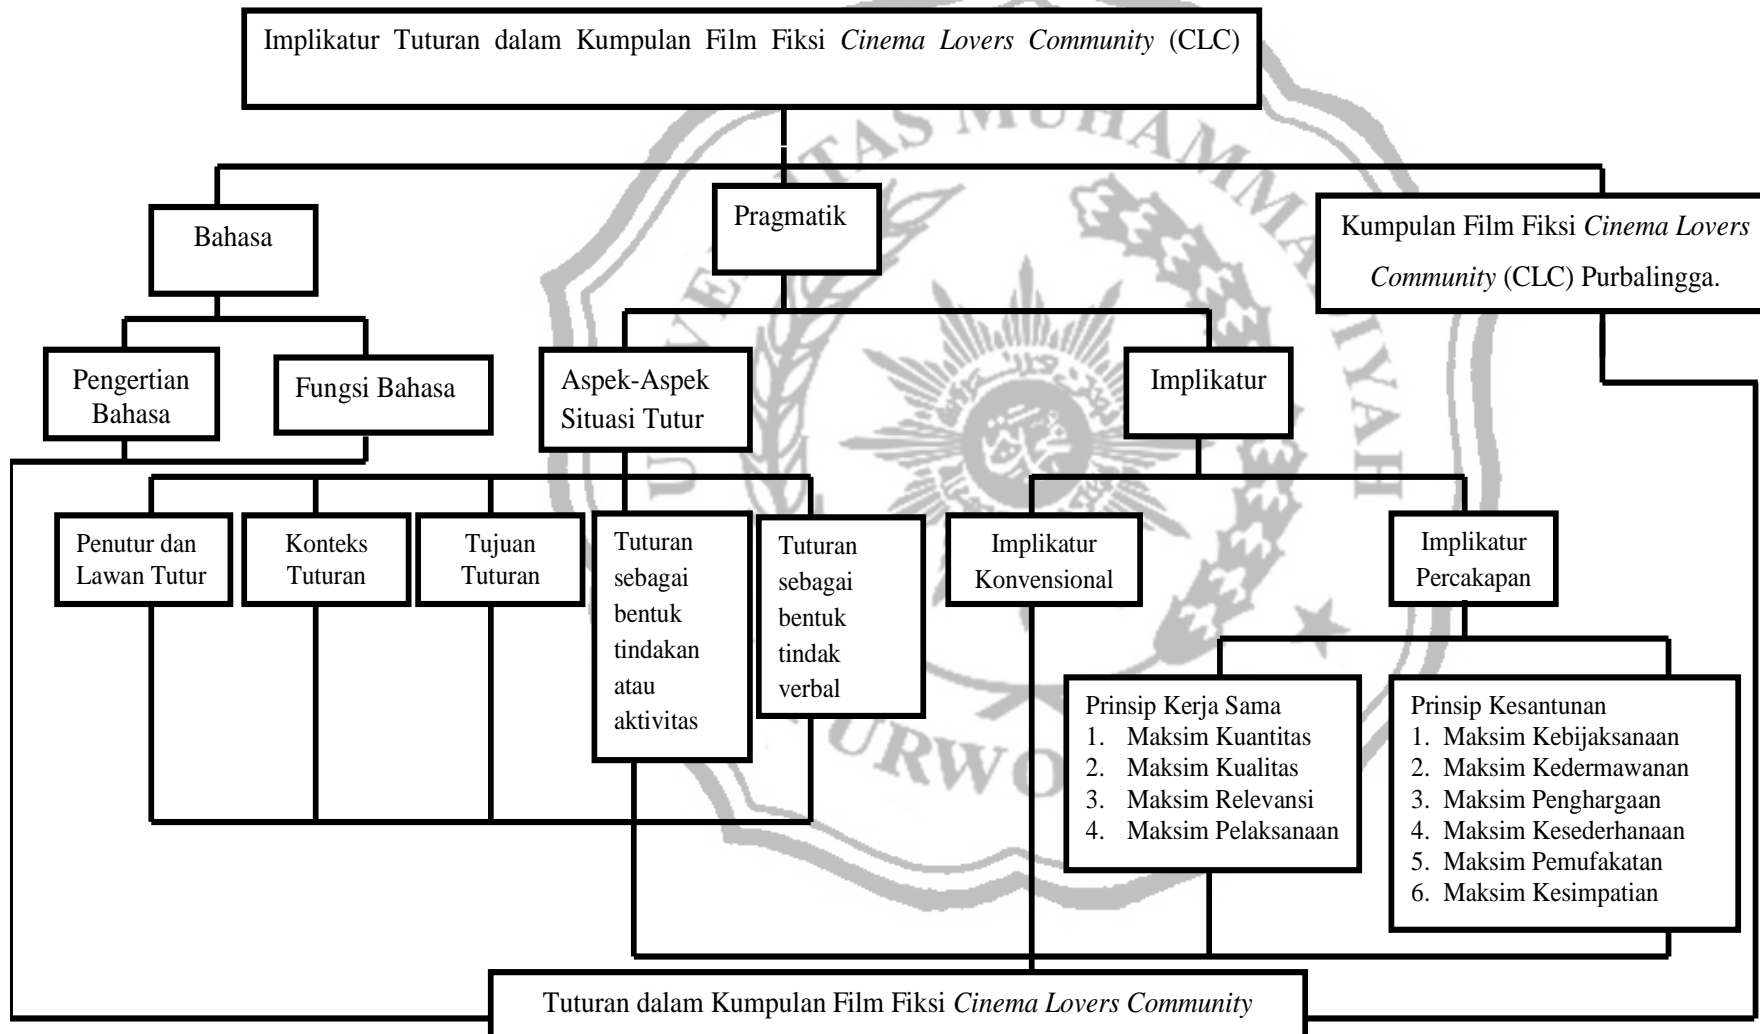 Implikatur Tuturan dalam Kumpulan Film Fiksi Cinema Lovers Community (CLC)
Bahasa
Pragmatik
Kumpulan Film Fiksi Cinema Lovers
Community (CLC) Purbalingga.
Pengertian
Bahasa
Fungsi Bahasa
Aspek-Aspek
Situasi Tutur
Implikatur
Penutur dan
Lawan Tutur
Konteks
Tuturan
Tujuan
Tuturan
Tuturan
sebagai
bentuk
tindakan
atau
aktivitas
Tuturan
sebagai
bentuk
tindak
verbal
Implikatur
Konvensional
Implikatur
Percakapan
Prinsip Kerja Sama
1. Maksim Kuantitas
2. Maksim Kualitas
3. Maksim Relevansi
4. Maksim Pelaksanaan
Prinsip Kesantunan
1. Maksim Kebijaksanaan
2. Maksim Kedermawanan
3. Maksim Penghargaan
4. Maksim Kesederhanaan
5. Maksim Pemufakatan
6. Maksim Kesimpatian
Tuturan dalam Kumpulan Film Fiksi Cinema Lovers Community